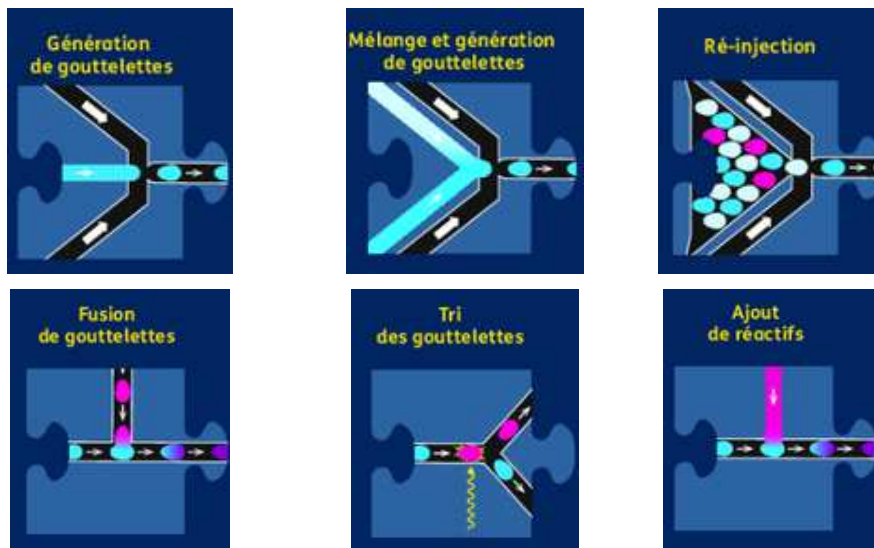 Génération
de gouttelettes
Mélange et génération
de gouttelettes
Ré-injection
Fusion
de gouttelettes
Tri
des gouttelettes
Ajout
de réactifs